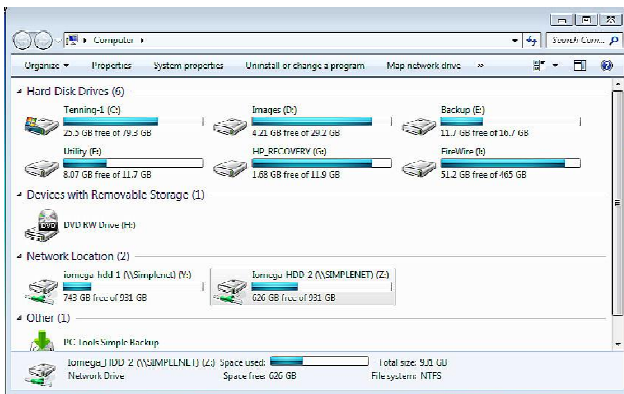 Computer
Search Com...
Organize Properties System properties Uninstall or change a program Map network drive »
Hard Disk Drives (6)
Tenning-1 (C:) Images (D:) Backup (E:)
25.5 GB free of 79.3 GB 4.21 GB free of 29.2 GB 11.7 GB free of 16.7 GB
Utility (F:) HP_RECOVERY (G:) FireWire (I:)
8.07 GB free of 11.7 GB 1.68 GB free of 11.9 GB 51.2 GB free of 465 GB
Devices with Removable Storage (1)
DVD RW Drive (H:)
Network Location (2)
iomega hdd 1 (\\Simplenet) (Y:) Iomega HDD 2 (\\SIMPLENET) (Z:)
743 GB free of 931 GB 626 GB free of 931 GB
Other (1)
PC Tools Simple Backup
Iomega_HDD 2 (\\SIMPLENET) (Z:) Space used: Total size: 931 GB
Network Drive Space free: 626 GB File system: NTFS